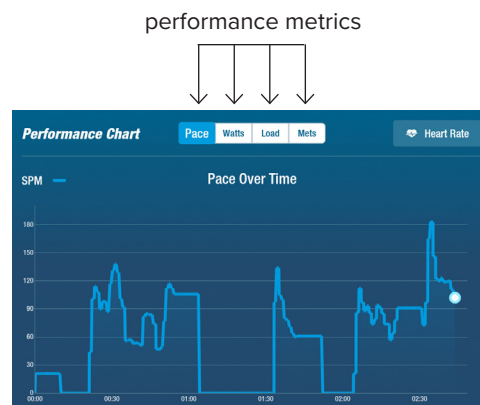 performance metrics
Performance Chart Pace Watts Load Mets Heart Rate
SPM Pace Over Time
180
150
120
90
60
30
0
00:00 00:30 01:00 01:30 02:00 02:30